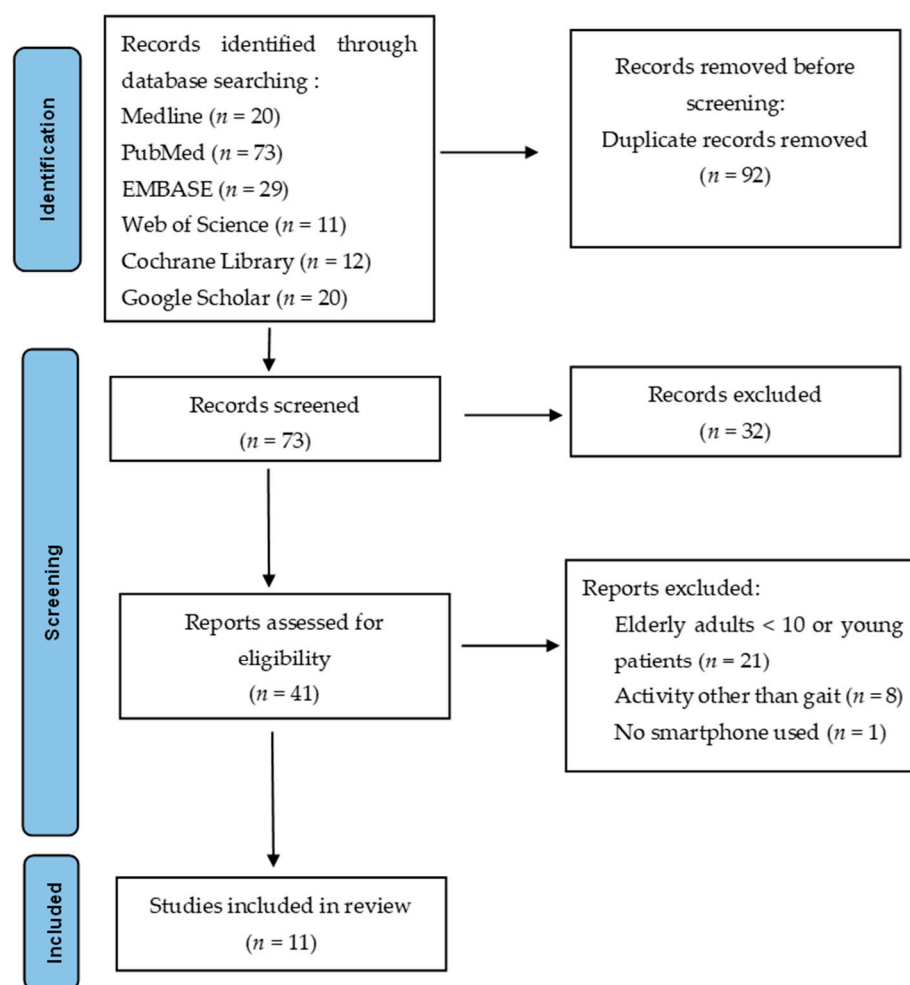 Identification
Records identified through
database searching :
Medline (n = 20)
PubMed (n = 73)
EMBASE (n = 29)
Web of Science (n = 11)
Cochrane Library (n = 12)
Google Scholar (n = 20)
Records removed before
screening:
Duplicate records removed
(n = 92)
Screening
Records screened
(n = 73)
Records excluded
(n = 32)
Reports assessed for
eligibility
(n = 41)
Reports excluded:
Elderly adults < 10 or young
patients (n = 21)
Activity other than gait (n = 8)
No smartphone used (n = 1)
Included
Studies included in review
(n = 11)